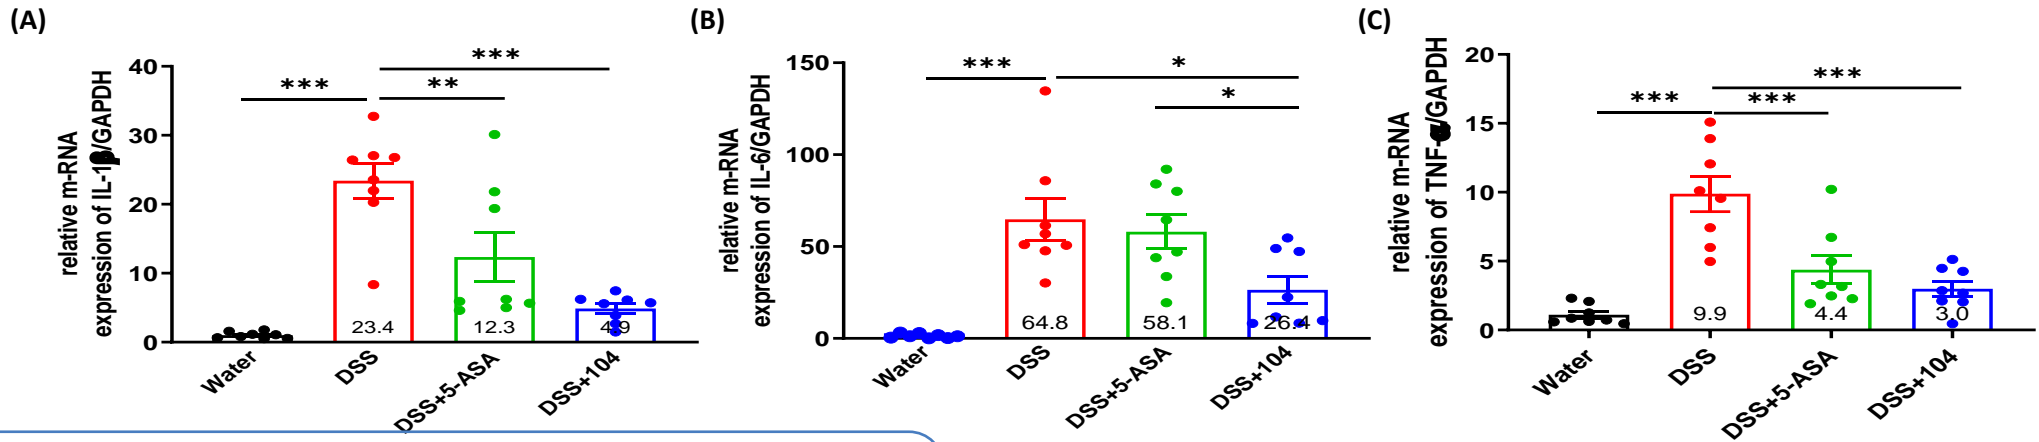 (A)
relative m-RNA
expression of IL-1β/GAPDH
40
30
20
10
0
***
**
***
23.4
12.3
4.9
Water
DSS
DSS+5-ASA
DSS+104
(B)
relative m-RNA
expression of IL-6/GAPDH
150
100
50
0
***
*
*
64.8
58.1
26.4
Water
DSS
DSS+5-ASA
DSS+104
(C)
relative m-RNA
expression of TNF-α/GAPDH
20
15
10
5
0
***
***
***
9.9
4.4
3.0
Water
DSS
DSS+5-ASA
DSS+104